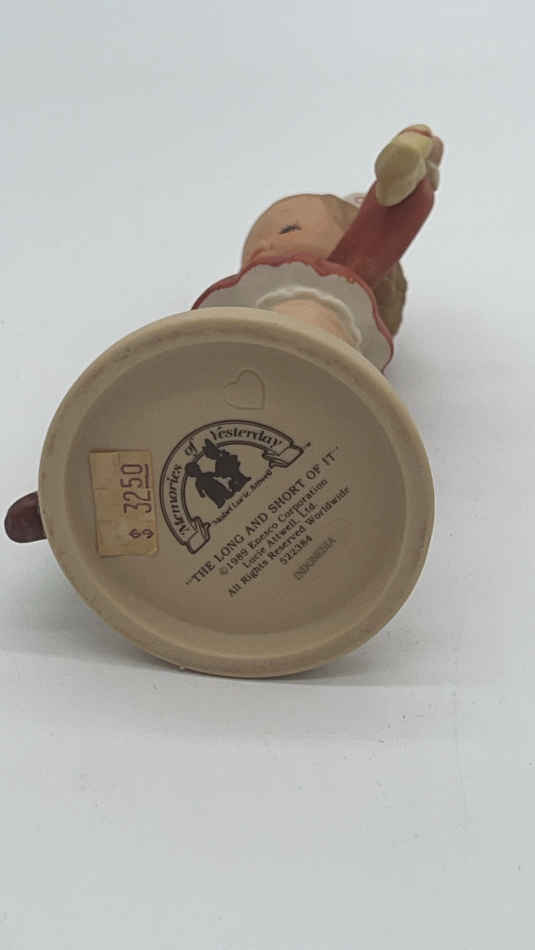 Memories of Yesterday
Mabel Lucie Attwell
"THE LONG AND SHORT OF IT"
©1989 Enesco Corporation
Lucie Attwell, Ltd.
All Rights Reserved Worldwide
522384
INDONESIA
$ 3250